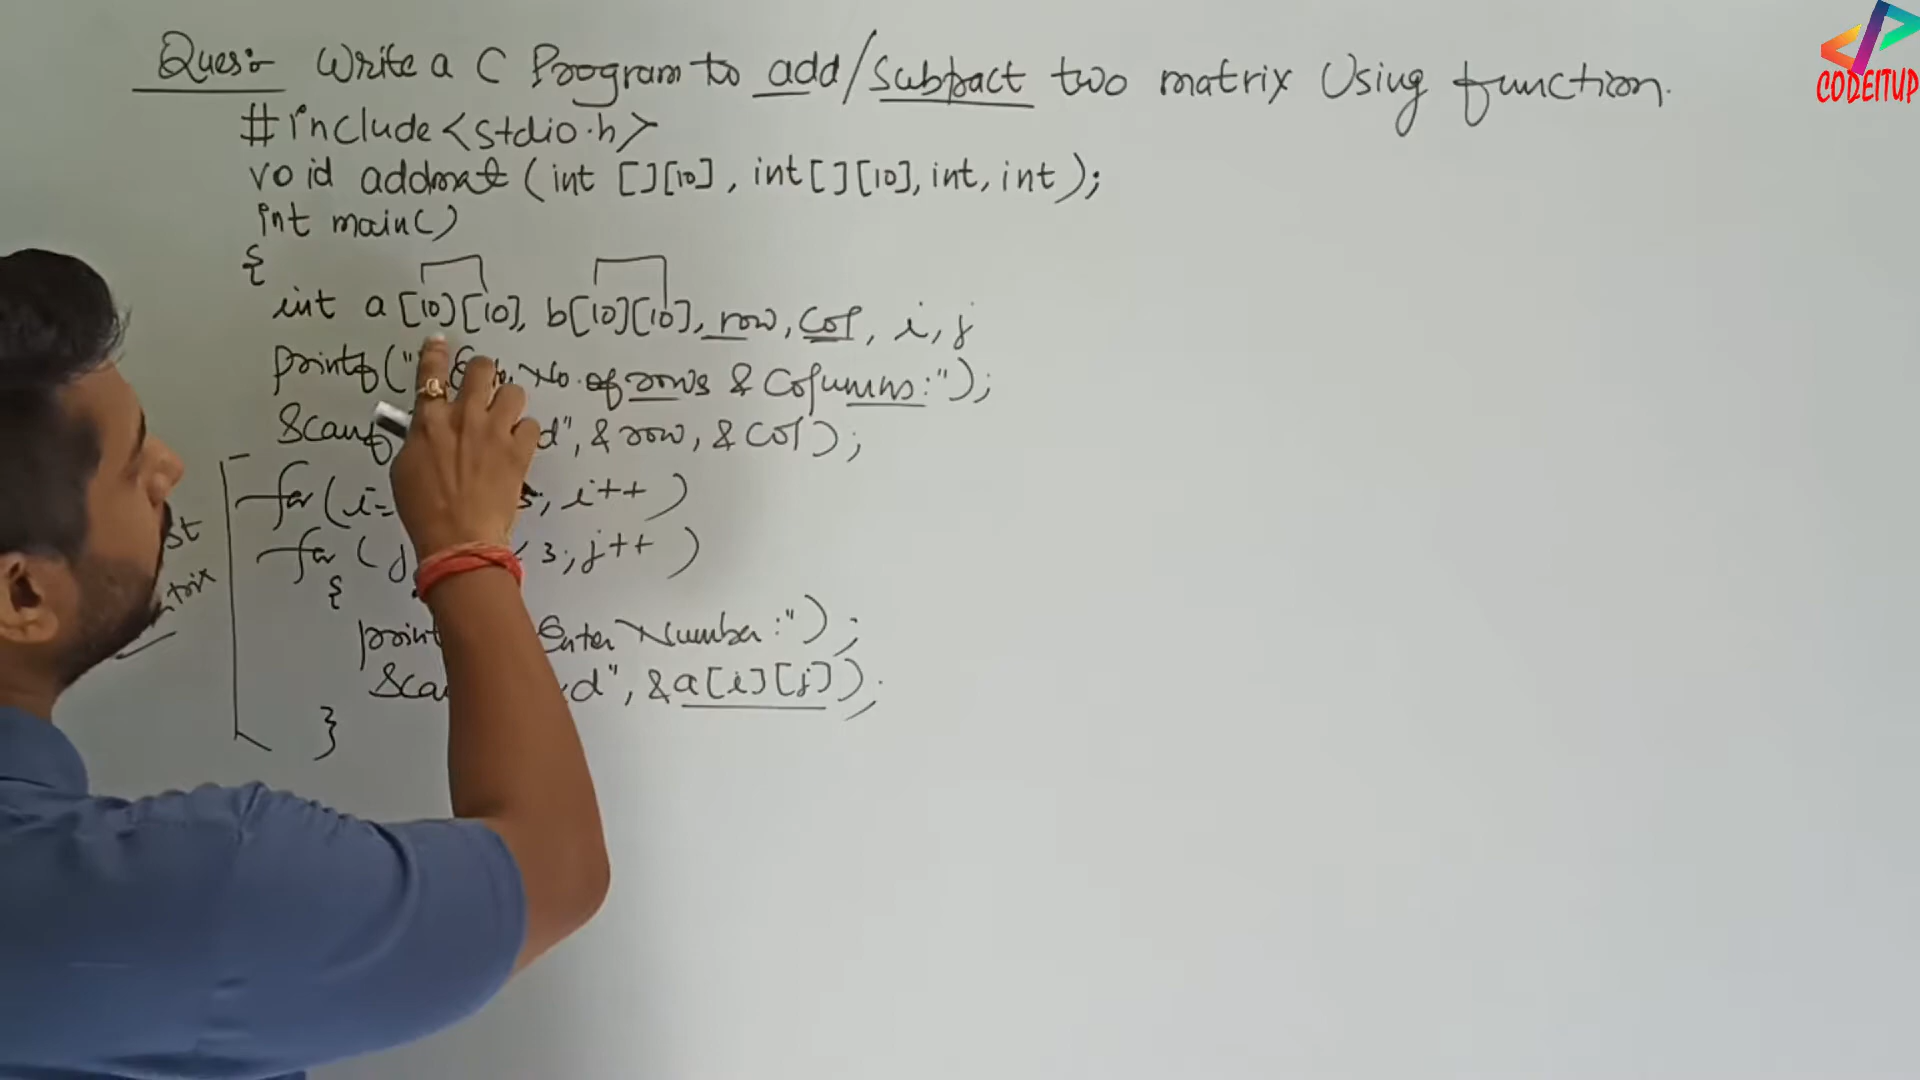 Ques:- Write a C Program to add/Subtract two matrix Using function.
CODEITUP
#include<stdio.h>
void addmat (int [][10], int[][10], int, int);
int main()
{
int a [10][10], b[10][10], row, Col, i, j
printf(" No. of rows & Columns:");
Scanf d", & row, & Col);
for (i= ; i++ )
for ( j 3; j++ )
{
print Enter Number:");
Sca d", &a[i][j]);
}